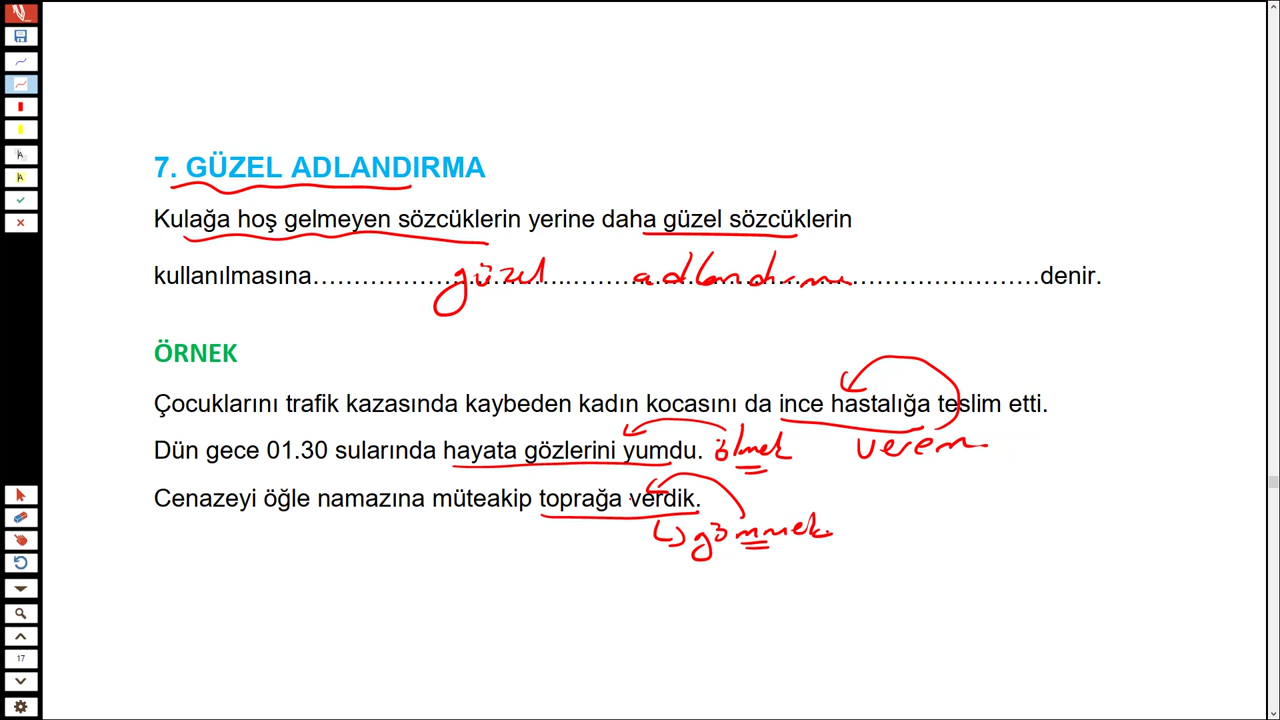 7. GÜZEL ADLANDIRMA
Kulağa hoş gelmeyen sözcüklerin yerine daha güzel sözcüklerin
kullanılmasına……………güzel……adlandırma……………………denir.
ÖRNEK
Çocuklarını trafik kazasında kaybeden kadın kocasını da ince hastalığa teslim etti.
verem
Dün gece 01.30 sularında hayata gözlerini yumdu. ölmek
Cenazeyi öğle namazına müteakip toprağa verdik.
gömmek
17